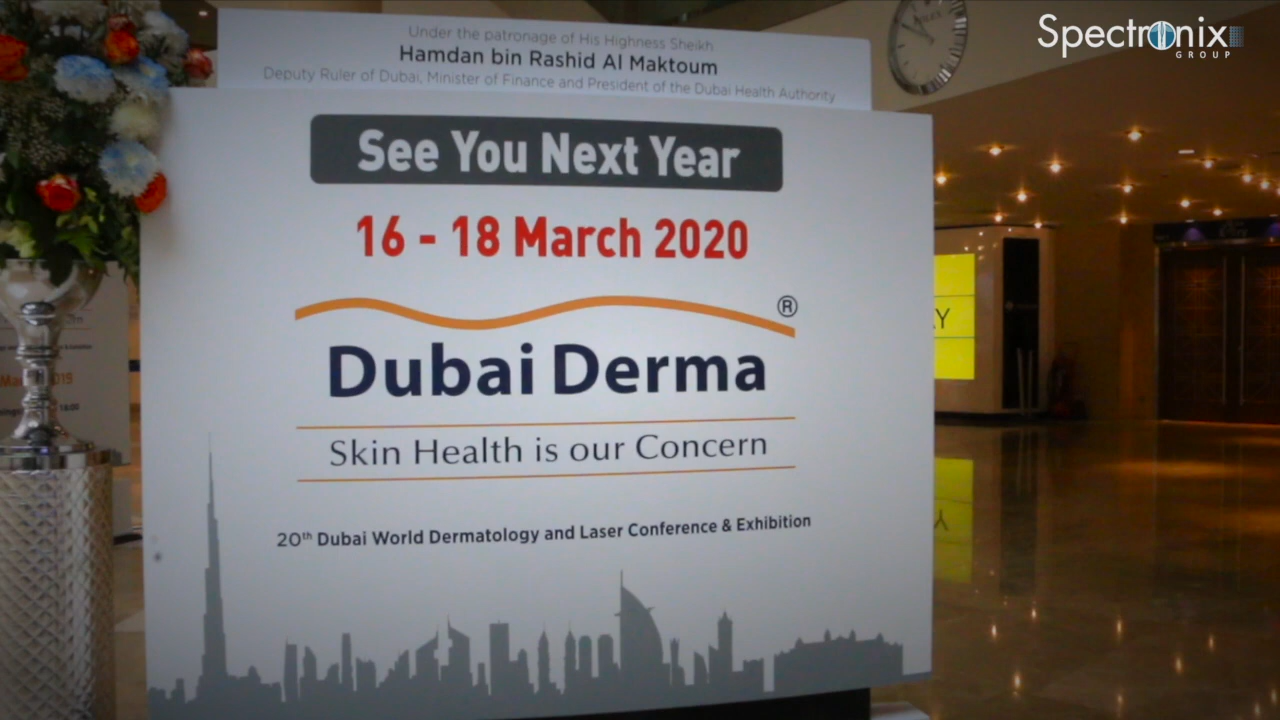 Under the patronage of His Highness Sheikh
Hamdan bin Rashid Al Maktoum
Deputy Ruler of Dubai, Minister of Finance and President of the Dubai Health Authority
Spectronix
GROUP
See You Next Year
16 - 18 March 2020
Dubai Derma®
Skin Health is our Concern
20th Dubai World Dermatology and Laser Conference & Exhibition
18:00